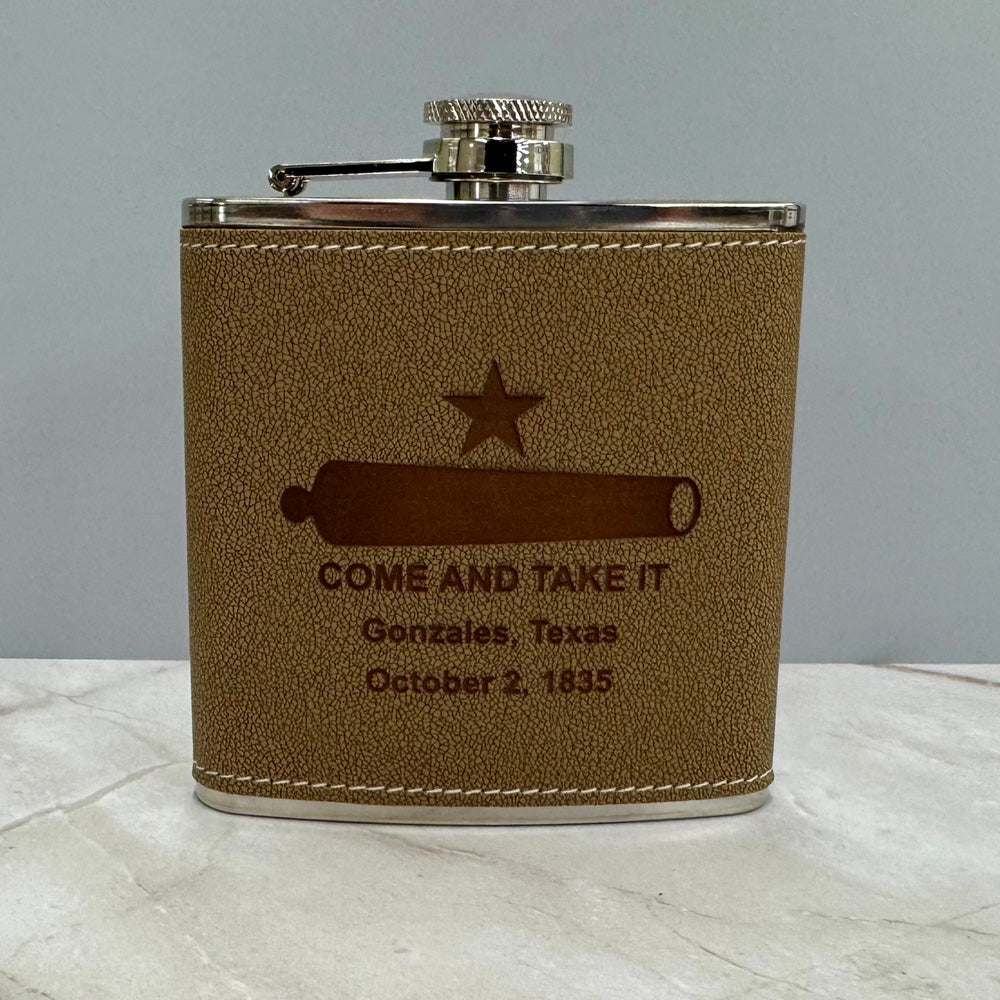 COME AND TAKE IT
Gonzales, Texas
October 2, 1835